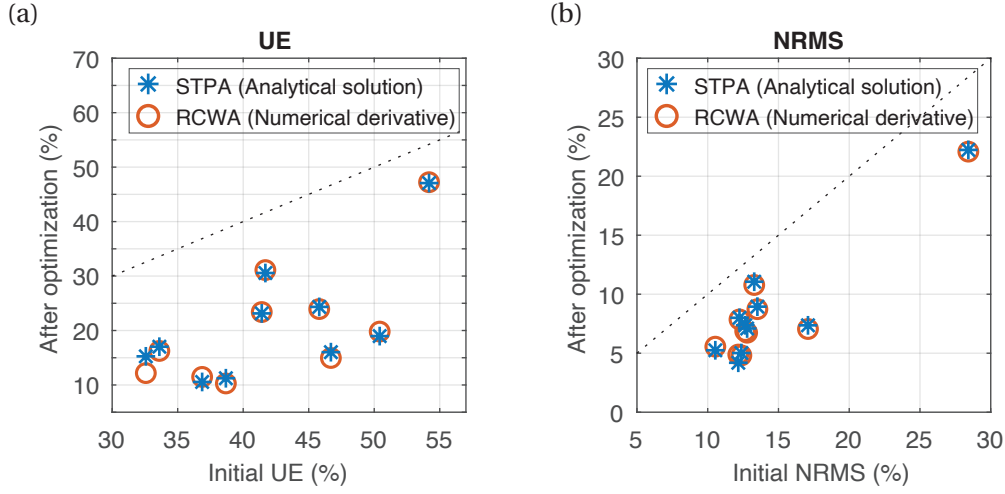 (a)
UE
STPA (Analytical solution)
RCWA (Numerical derivative)
After optimization (%)
70
60
50
40
30
20
10
30
35
40
45
50
55
Initial UE (%)
(b)
NRMS
STPA (Analytical solution)
RCWA (Numerical derivative)
After optimization (%)
30
25
20
15
10
5
0
5
10
15
20
25
30
Initial NRMS (%)